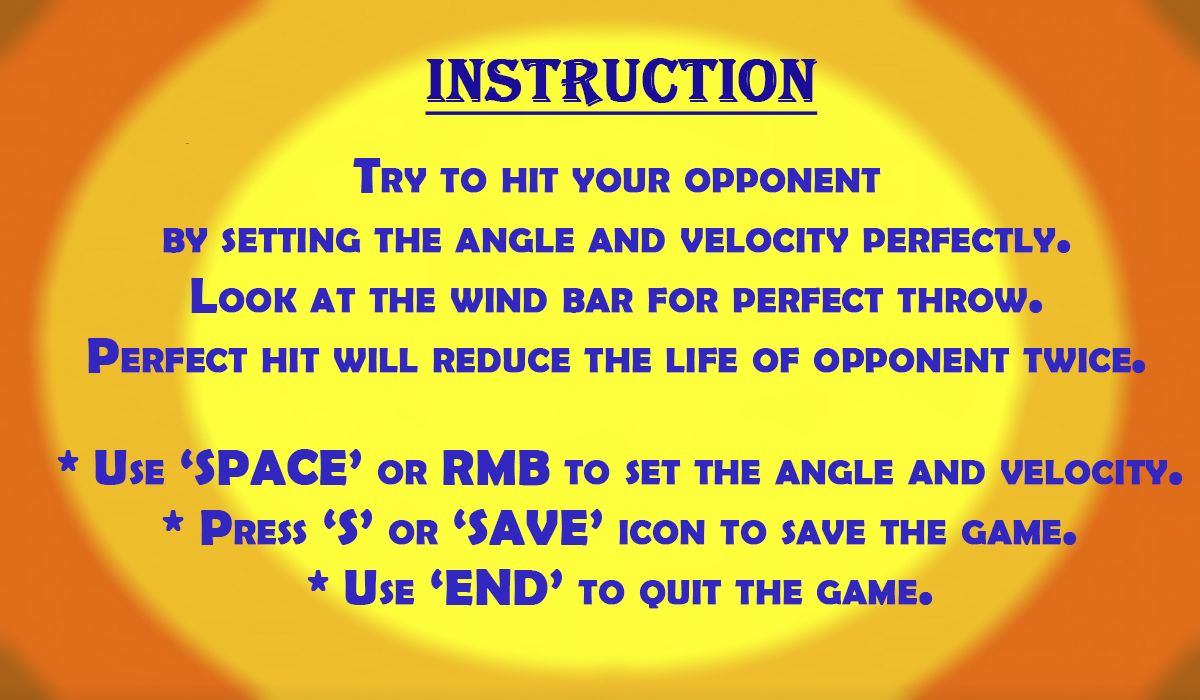 INSTRUCTION
Try to hit your opponent
by setting the angle and velocity perfectly.
Look at the wind bar for perfect throw.
Perfect hit will reduce the life of opponent twice.
* Use ‘SPACE’ or RMB to set the angle and velocity.
* Press ‘S’ or ‘SAVE’ icon to save the game.
* Use ‘END’ to quit the game.